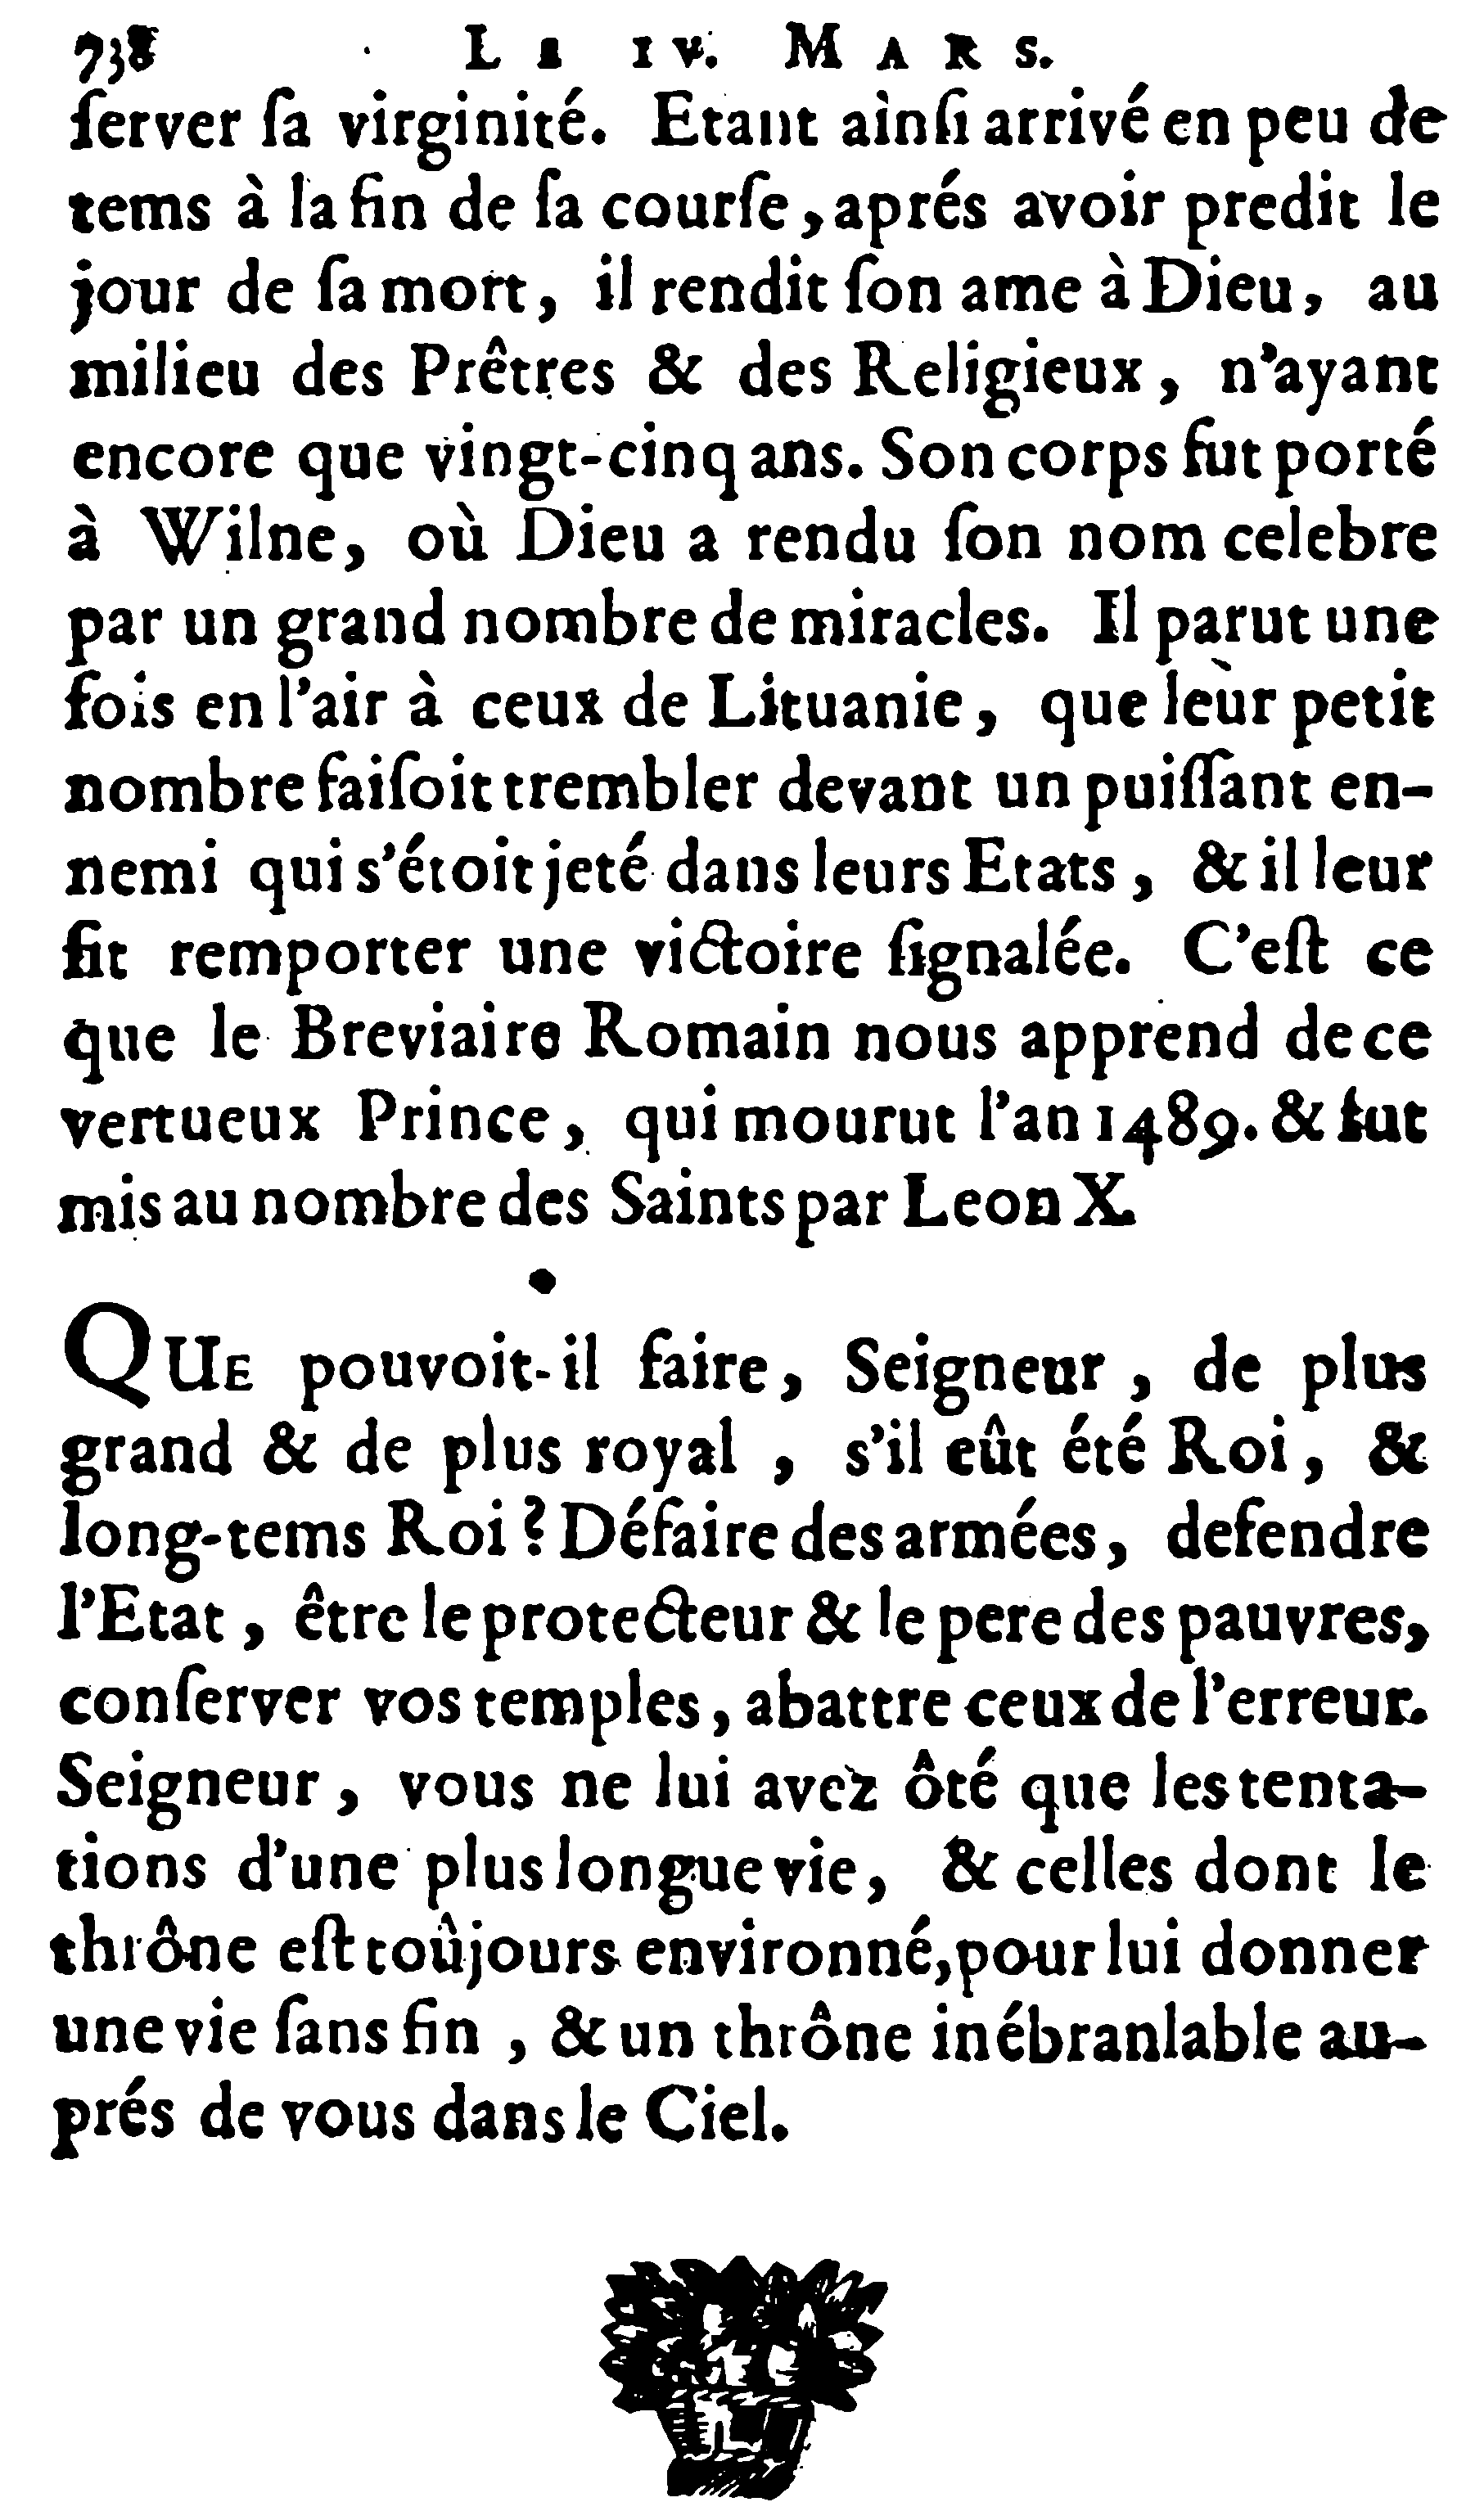 738 Le iv. Mars.
ſerver ſa virginité. Etant ainſi arrivé en peu de
tems à la fin de ſa courſe, aprés avoir predit le
jour de ſa mort, il rendit ſon ame à Dieu, au
milieu des Prêtres & des Religieux, n'ayant
encore que vingt-cinq ans. Son corps fut porté
à Wilne, où Dieu a rendu ſon nom celebre
par un grand nombre de miracles. Il parut une
fois en l'air à ceux de Lituanie, que leur petit
nombre faiſoit trembler devant un puiſſant en-
nemi qui s'étoit jeté dans leurs Etats, & il leur
fit remporter une victoire ſignalée. C'eſt ce
que le Breviaire Romain nous apprend de ce
vertueux Prince, qui mourut l'an 1489. & fut
mis au nombre des Saints par Leon X.
QUE pouvoit-il faire, Seigneur, de plus
grand & de plus royal, s'il eût été Roi, &
long-tems Roi? Défaire des armées, defendre
l'Etat, être le protecteur & le pere des pauvres,
conſerver vos temples, abattre ceux de l'erreur.
Seigneur, vous ne lui avez ôté que les tenta-
tions d'une plus longue vie, & celles dont le
thrône eſt toûjours environné, pour lui donner
une vie ſans fin, & un thrône inébranlable au-
prés de vous dans le Ciel.